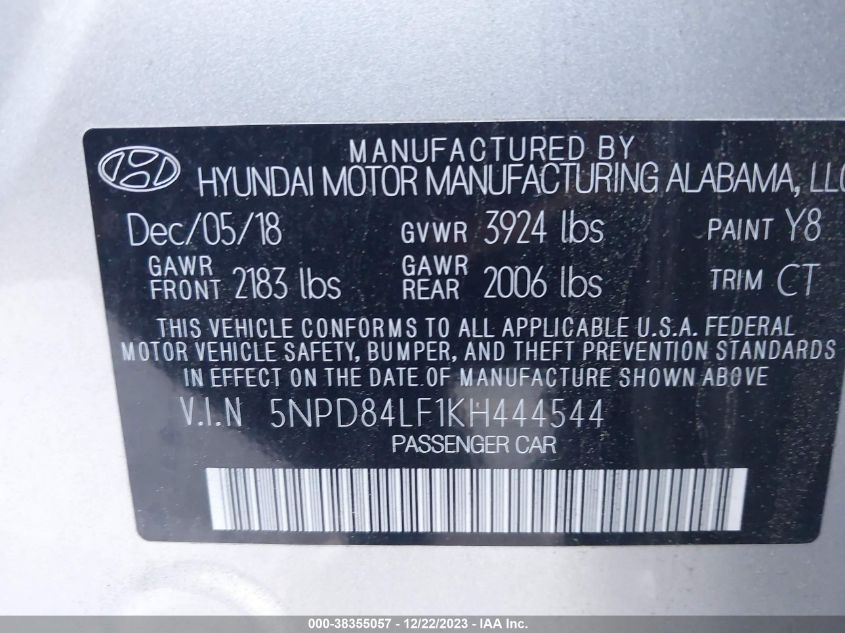 MANUFACTURED BY
HYUNDAI MOTOR MANUFACTURING ALABAMA, LLC
Dec/05/18 GVWR 3924 lbs PAINT Y8
GAWR FRONT 2183 lbs GAWR REAR 2006 lbs TRIM CT
THIS VEHICLE CONFORMS TO ALL APPLICABLE U.S.A. FEDERAL
MOTOR VEHICLE SAFETY, BUMPER, AND THEFT PREVENTION STANDARDS
IN EFFECT ON THE DATE OF MANUFACTURE SHOWN ABOVE
V.I.N 5NPD84LF1KH444544
PASSENGER CAR
000-38355057 - 12/22/2023 - IAA Inc.